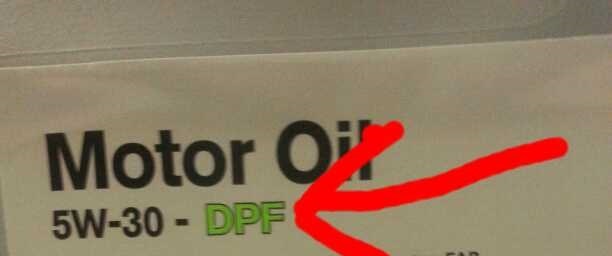 Motor Oil
5W-30 - DPF